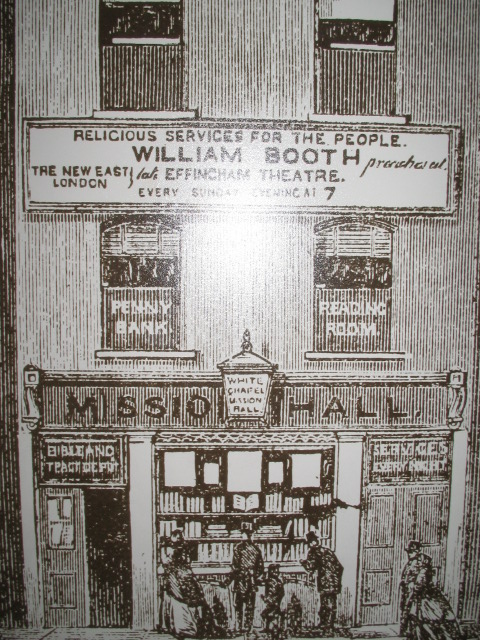 RELIGIOUS SERVICES FOR THE PEOPLE.
WILLIAM BOOTH preaches at
THE NEW EAST LONDON } late EFFINGHAM THEATRE.
EVERY SUNDAY EVENING AT 7
PENNY BANK
READING ROOM
WHITE
CHAPEL
MISSION
HALL.
MISSION HALL.
BIBLE AND
TRACT DEPOT
SERVICES
EVERY NIGHT